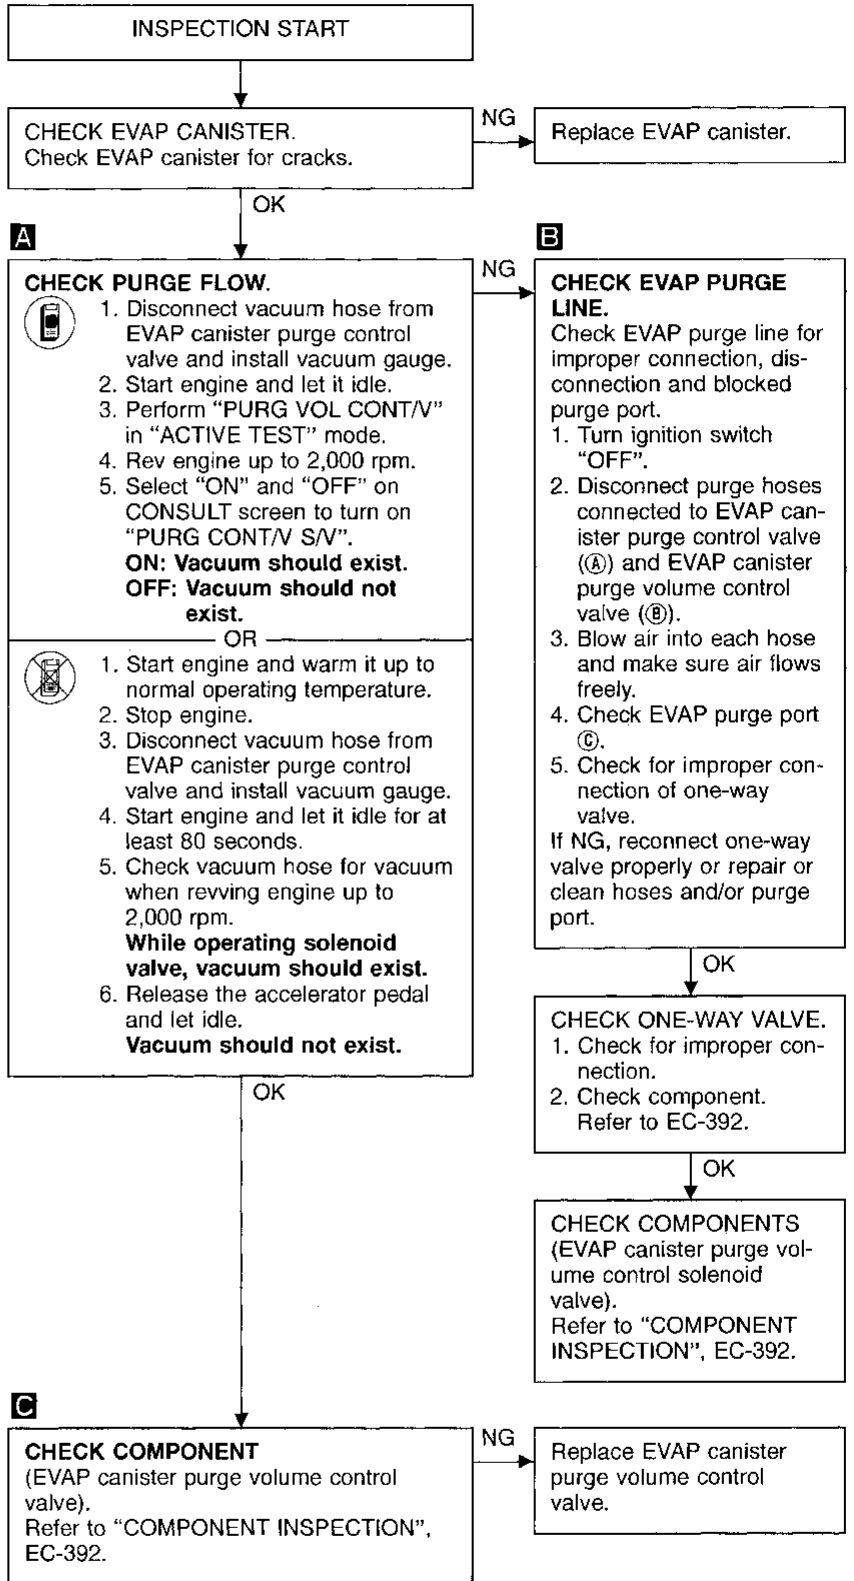 INSPECTION START
CHECK EVAP CANISTER.
Check EVAP canister for cracks.
NG
Replace EVAP canister.
OK
A
CHECK PURGE FLOW.
1. Disconnect vacuum hose from
EVAP canister purge control
valve and install vacuum gauge.
2. Start engine and let it idle.
3. Perform “PURG VOL CONT/V”
in “ACTIVE TEST” mode.
4. Rev engine up to 2,000 rpm.
5. Select “ON” and “OFF” on
CONSULT screen to turn on
“PURG CONT/V S/V”.
ON: Vacuum should exist.
OFF: Vacuum should not
exist.
OR
1. Start engine and warm it up to
normal operating temperature.
2. Stop engine.
3. Disconnect vacuum hose from
EVAP canister purge control
valve and install vacuum gauge.
4. Start engine and let it idle for at
least 80 seconds.
5. Check vacuum hose for vacuum
when revving engine up to
2,000 rpm.
While operating solenoid
valve, vacuum should exist.
6. Release the accelerator pedal
and let idle.
Vacuum should not exist.
NG
B
CHECK EVAP PURGE
LINE.
Check EVAP purge line for
improper connection, dis-
connection and blocked
purge port.
1. Turn ignition switch
“OFF”.
2. Disconnect purge hoses
connected to EVAP can-
ister purge control valve
(Ⓐ) and EVAP canister
purge volume control
valve (Ⓑ).
3. Blow air into each hose
and make sure air flows
freely.
4. Check EVAP purge port
Ⓒ.
5. Check for improper con-
nection of one-way
valve.
If NG, reconnect one-way
valve properly or repair or
clean hoses and/or purge
port.
OK
CHECK ONE-WAY VALVE.
1. Check for improper con-
nection.
2. Check component.
Refer to EC-392.
OK
CHECK COMPONENTS
(EVAP canister purge vol-
ume control solenoid
valve).
Refer to “COMPONENT
INSPECTION”, EC-392.
OK
C
CHECK COMPONENT
(EVAP canister purge volume control
valve).
Refer to “COMPONENT INSPECTION”,
EC-392.
NG
Replace EVAP canister
purge volume control
valve.